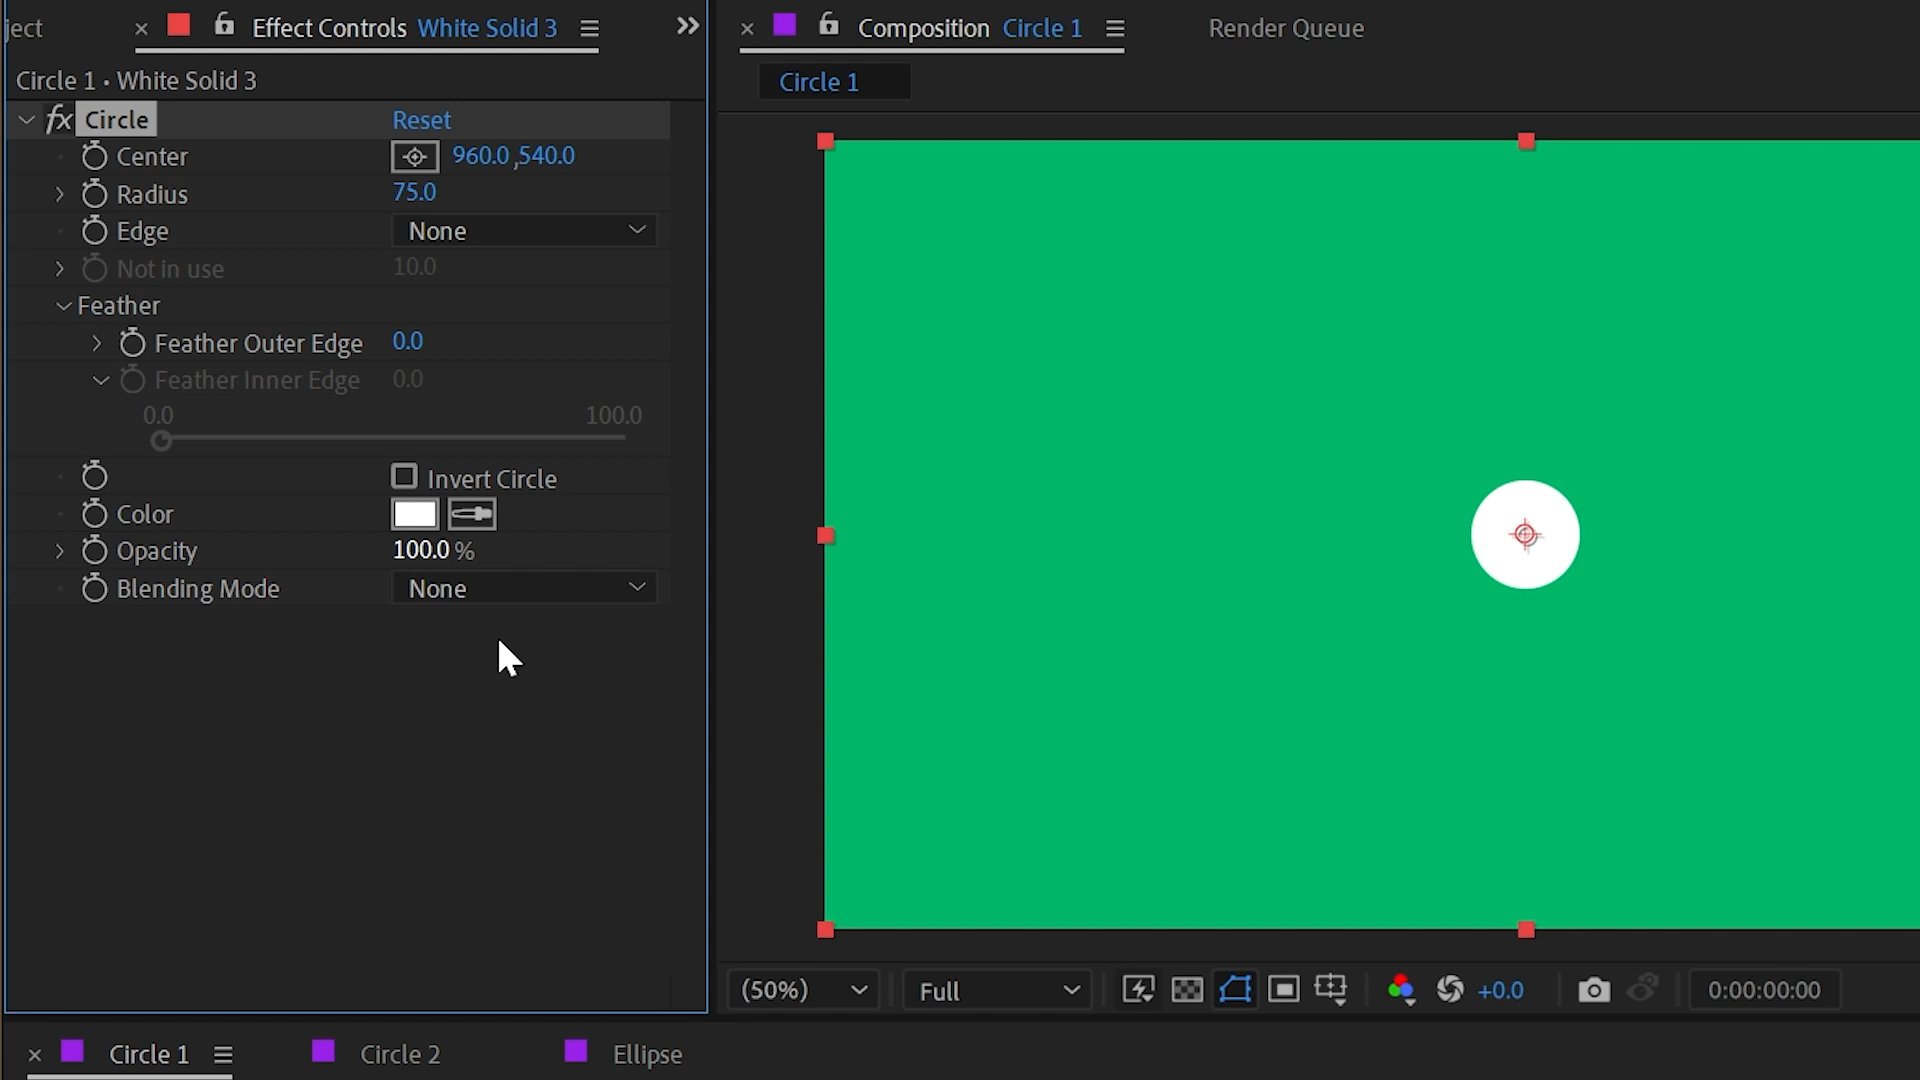 ject
Effect Controls White Solid 3
Circle 1 • White Solid 3
fx Circle Reset
Center 960.0 ,540.0
Radius 75.0
Edge None
Not in use 10.0
Feather
Feather Outer Edge 0.0
Feather Inner Edge 0.0
0.0 100.0
Invert Circle
Color
Opacity 100.0 %
Blending Mode None
Composition Circle 1
Render Queue
Circle 1
(50%) Full +0.0 0:00:00:00
Circle 1 Circle 2 Ellipse